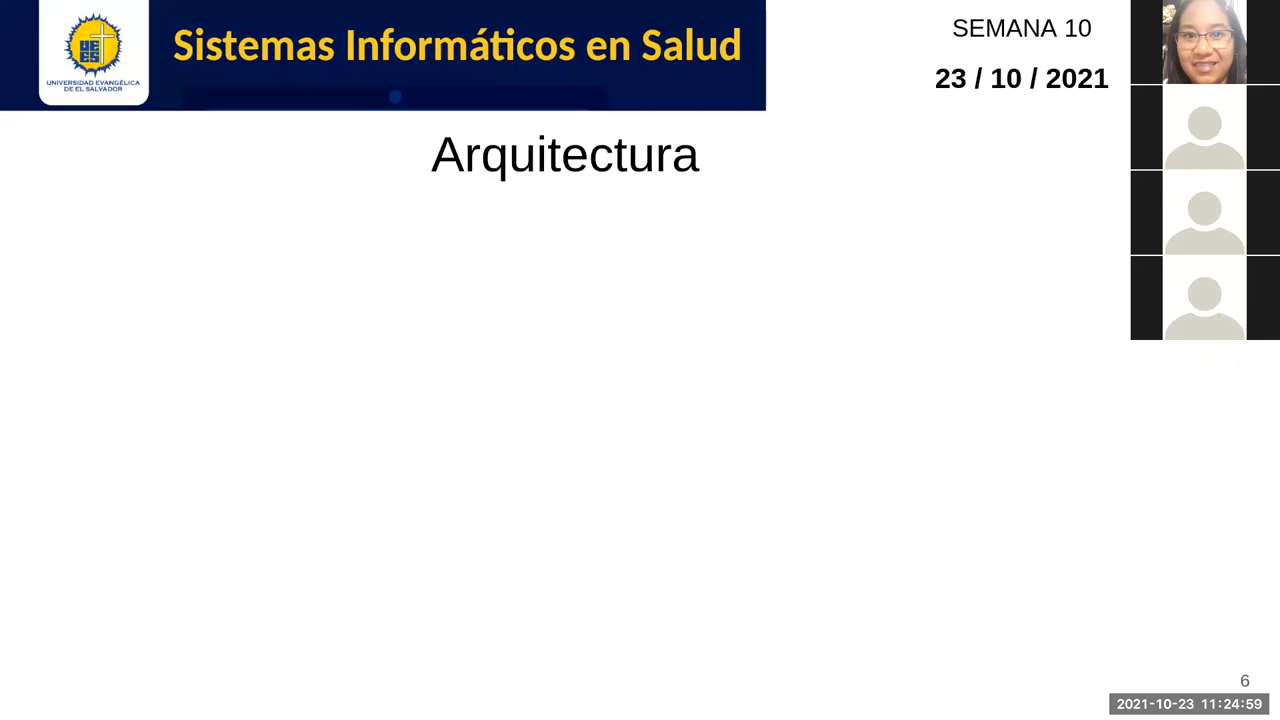 Sistemas Informáticos en Salud
UNIVERSIDAD EVANGÉLICA
DE EL SALVADOR
SEMANA 10
23 / 10 / 2021
Arquitectura
6
2021-10-23 11:24:59